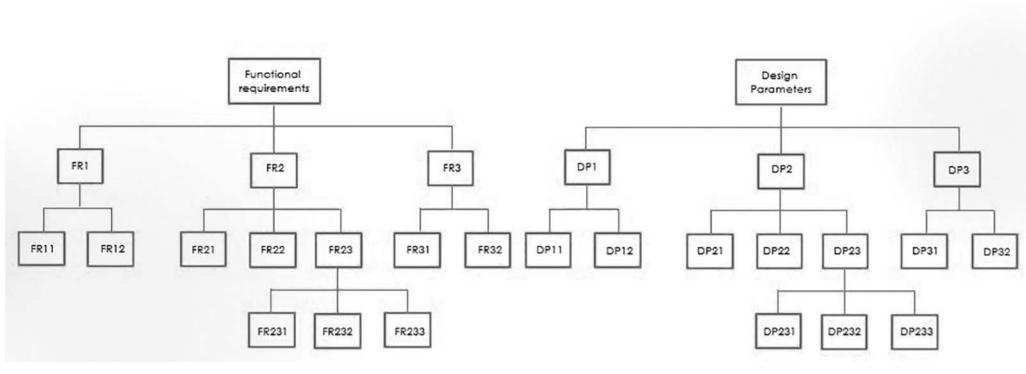 Functional
requirements
Design
Parameters
FR1
FR2
FR3
DP1
DP2
DP3
FR11
FR12
FR21
FR22
FR23
FR31
FR32
DP11
DP12
DP21
DP22
DP23
DP31
DP32
FR231
FR232
FR233
DP231
DP232
DP233